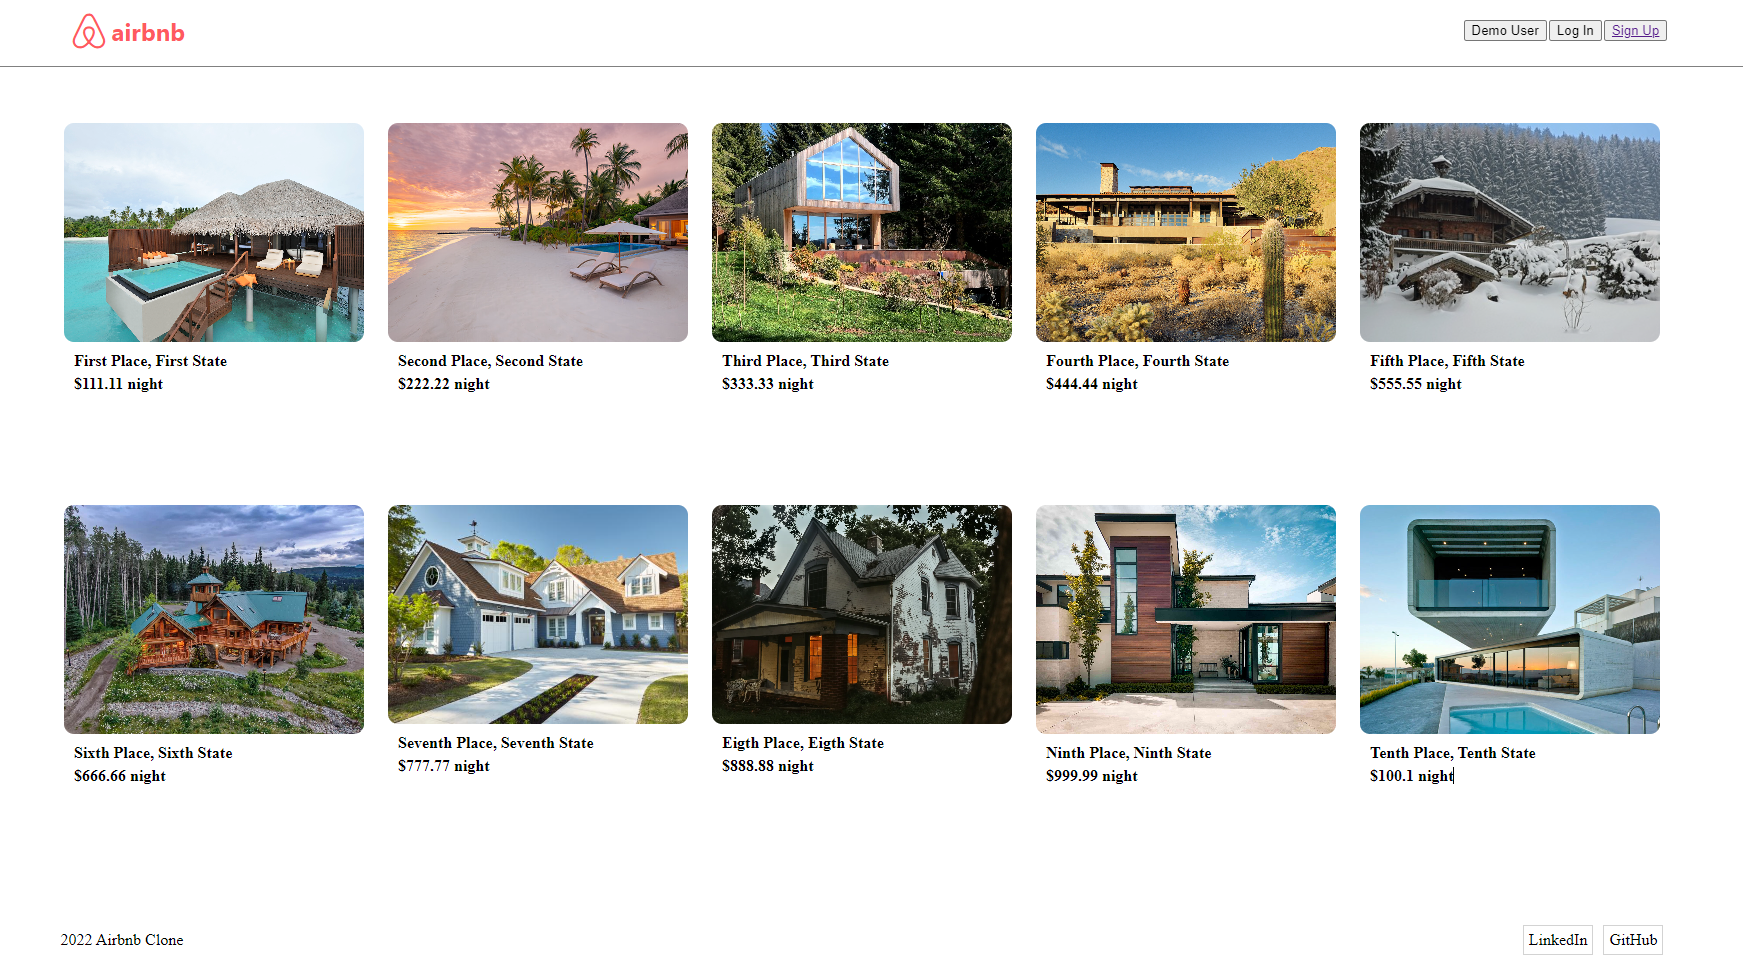 airbnb
Demo User Log In Sign Up
First Place, First State
$111.11 night
Second Place, Second State
$222.22 night
Third Place, Third State
$333.33 night
Fourth Place, Fourth State
$444.44 night
Fifth Place, Fifth State
$555.55 night
Sixth Place, Sixth State
$666.66 night
Seventh Place, Seventh State
$777.77 night
Eigth Place, Eigth State
$888.88 night
Ninth Place, Ninth State
$999.99 night
Tenth Place, Tenth State
$100.1 night
2022 Airbnb Clone
LinkedIn GitHub